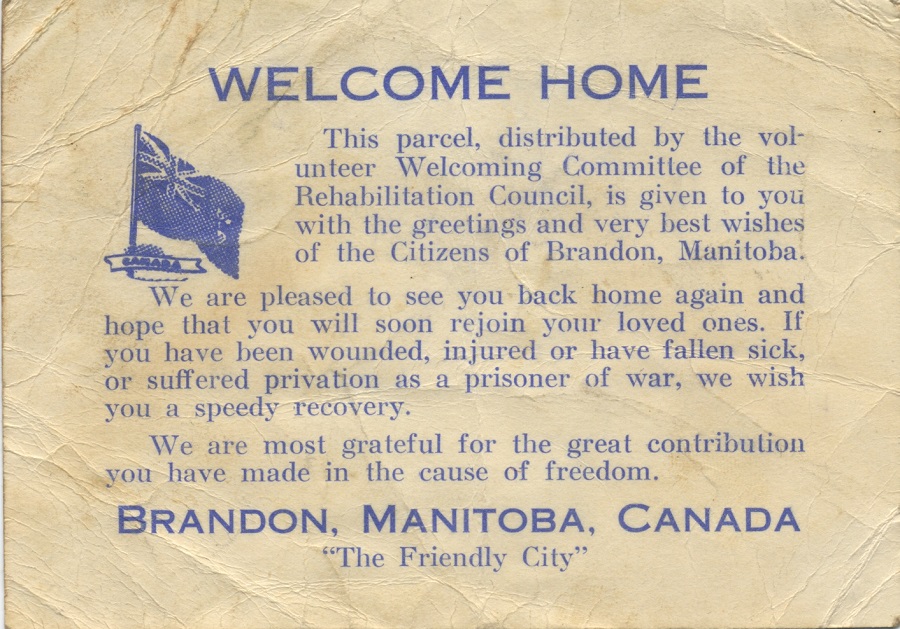 WELCOME HOME
This parcel, distributed by the vol-
unteer Welcoming Committee of the
Rehabilitation Council, is given to you
with the greetings and very best wishes
of the Citizens of Brandon, Manitoba.
CANADA
We are pleased to see you back home again and
hope that you will soon rejoin your loved ones. If
you have been wounded, injured or have fallen sick,
or suffered privation as a prisoner of war, we wish
you a speedy recovery.
We are most grateful for the great contribution
you have made in the cause of freedom.
BRANDON, MANITOBA, CANADA
“The Friendly City”